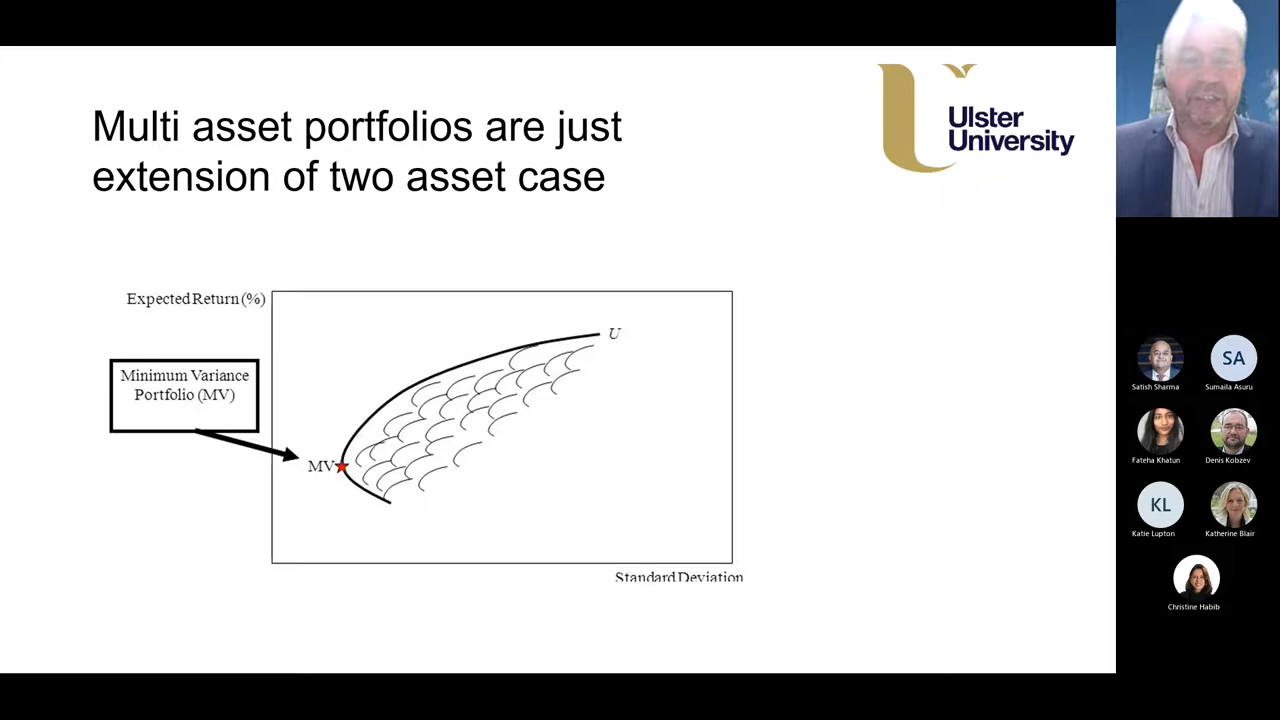 Multi asset portfolios are just
extension of two asset case
Ulster
University
Expected Return (%)
U
Minimum Variance
Portfolio (MV)
MV
Standard Deviation
SA
Satish Sharma
Sumaila Asuru
Fateha Khatun
Denis Kobzev
KL
Katie Lupton
Katherine Blair
Christine Habib